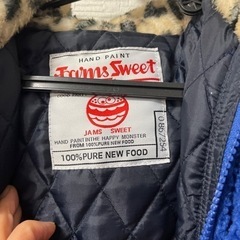 HAND PAINT
Jams Sweet
JAMS SWEET
HAND PAINT IN THE HAPPY MONSTER
FROM 100% PURE NEW FOOD
100% PURE NEW FOOD